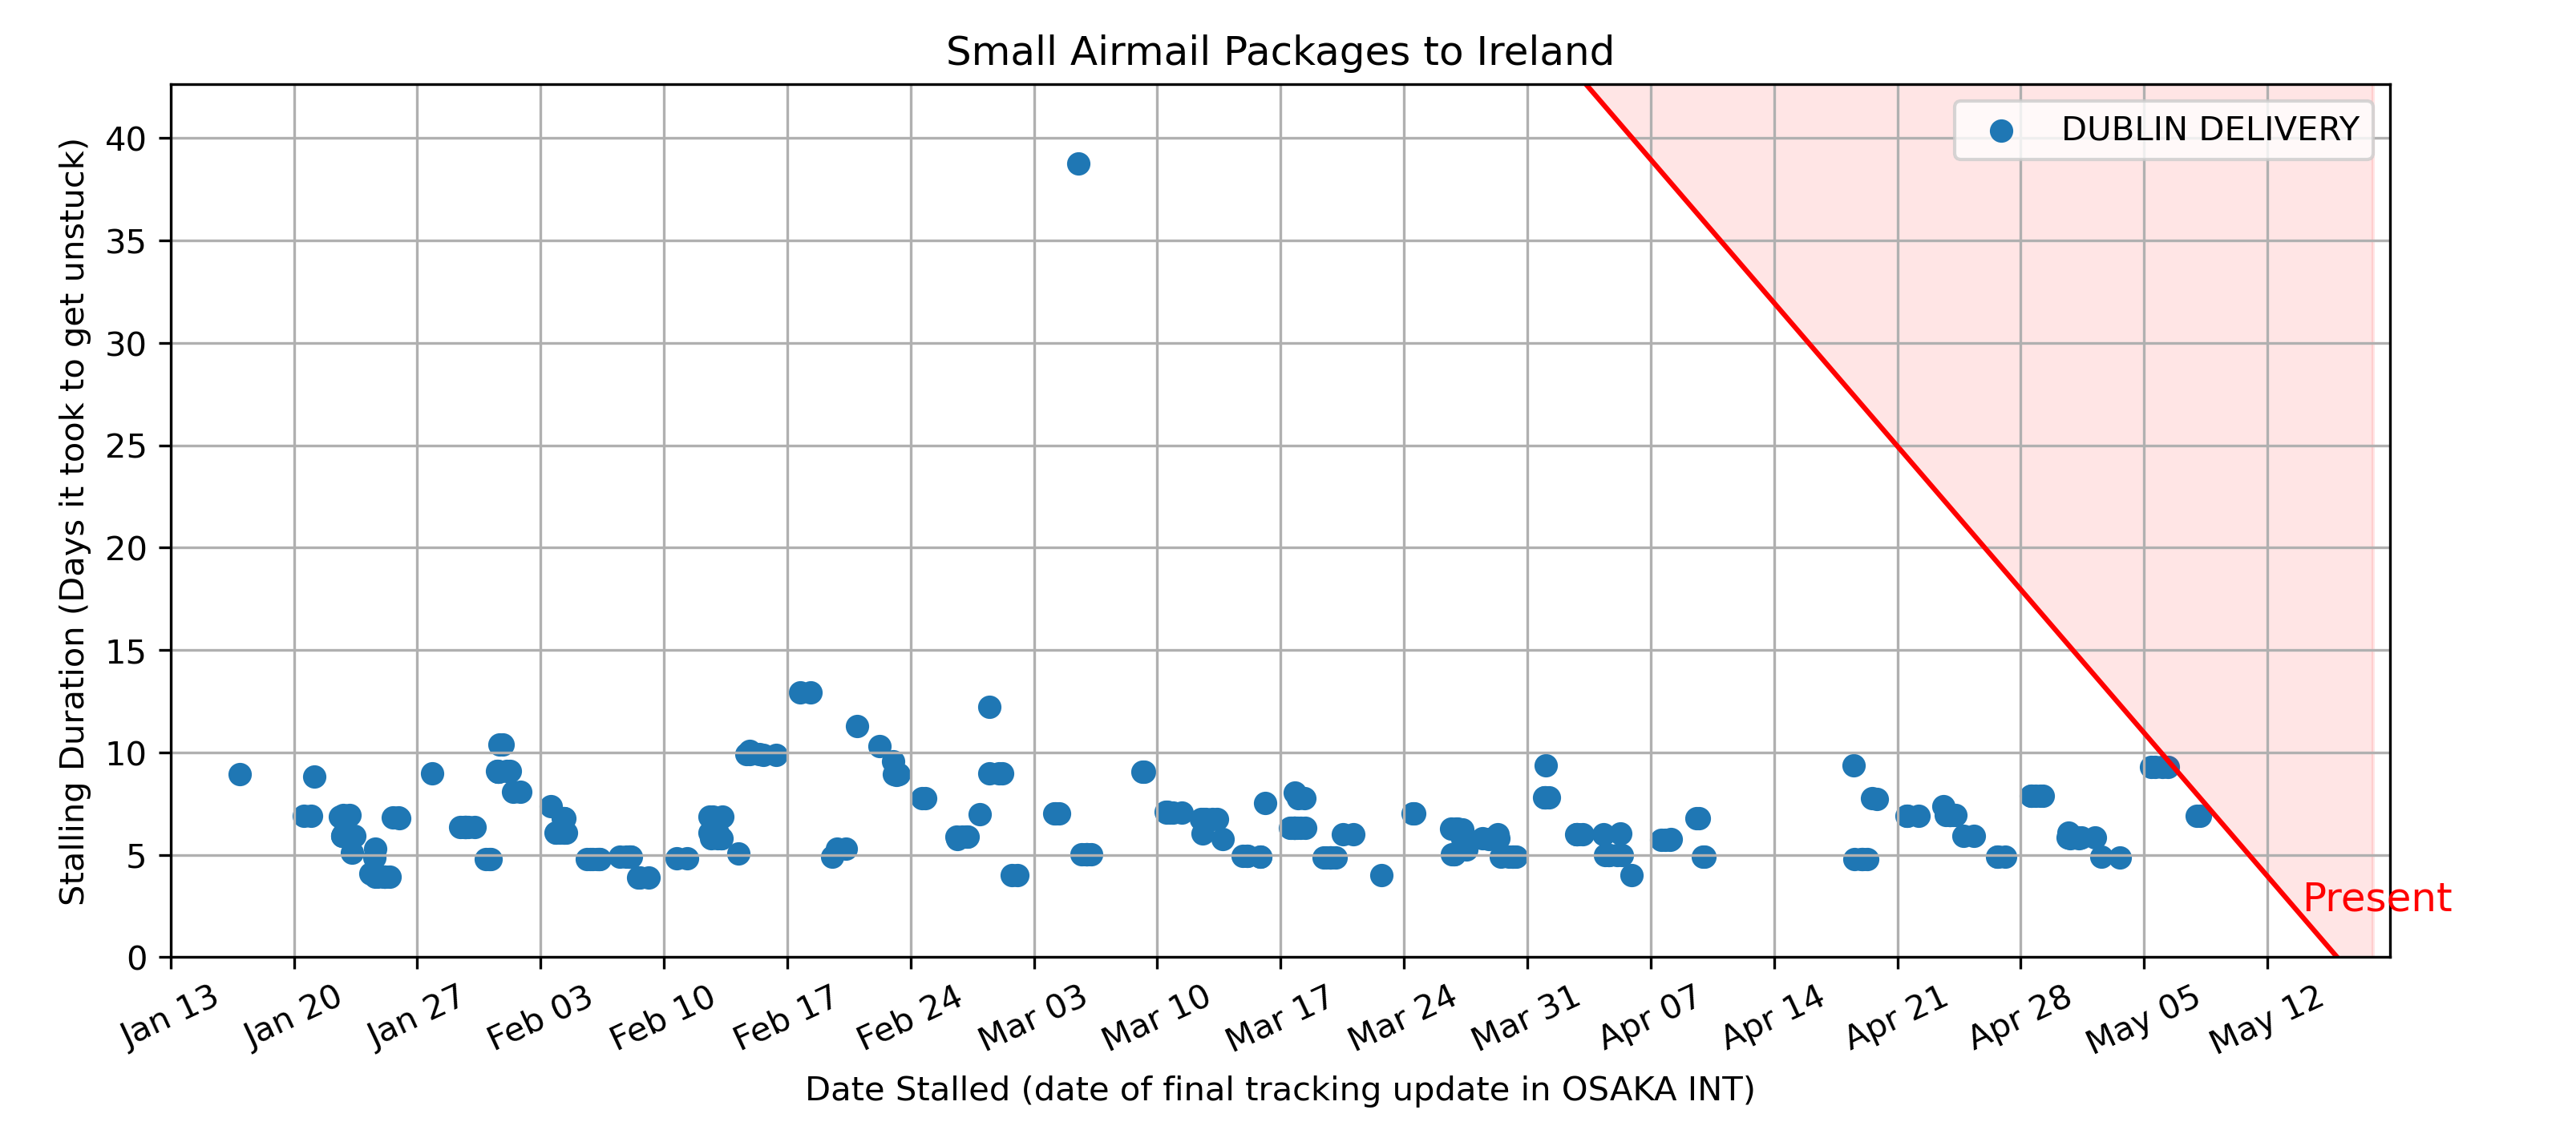 Small Airmail Packages to Ireland
DUBLIN DELIVERY
Stalling Duration (Days it took to get unstuck)
40
35
30
25
20
15
10
5
0
Present
Jan 13
Jan 20
Jan 27
Feb 03
Feb 10
Feb 17
Feb 24
Mar 03
Mar 10
Mar 17
Mar 24
Mar 31
Apr 07
Apr 14
Apr 21
Apr 28
May 05
May 12
Date Stalled (date of final tracking update in OSAKA INT)